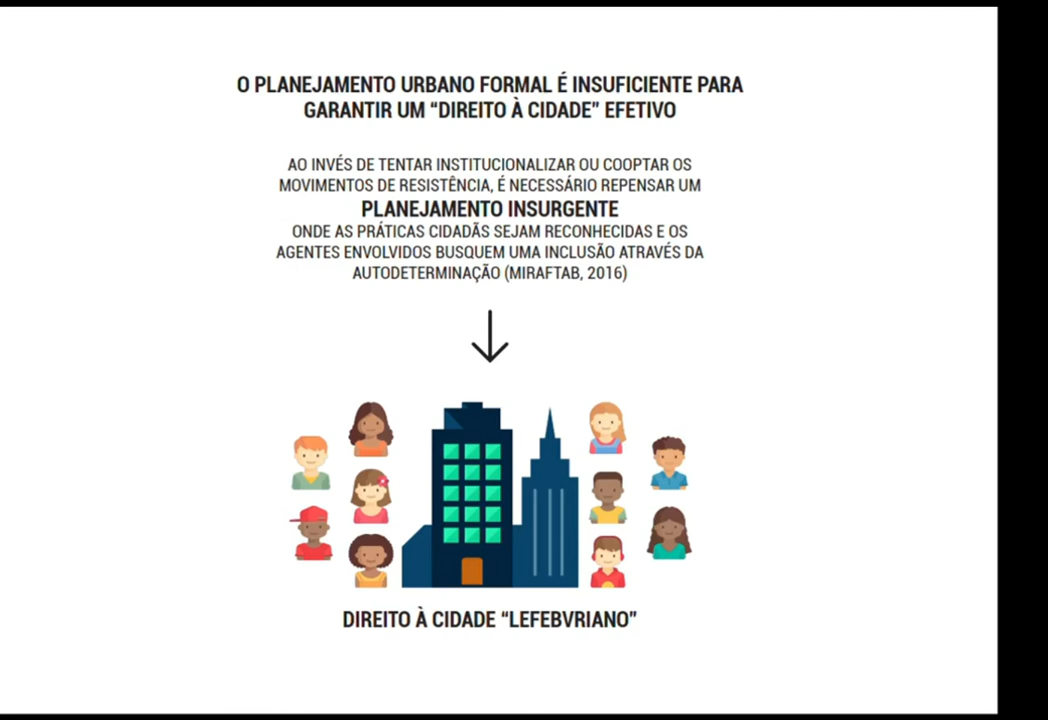 O PLANEJAMENTO URBANO FORMAL É INSUFICIENTE PARA
GARANTIR UM “DIREITO À CIDADE” EFETIVO
AO INVÉS DE TENTAR INSTITUCIONALIZAR OU COOPTAR OS
MOVIMENTOS DE RESISTÊNCIA, É NECESSÁRIO REPENSAR UM
PLANEJAMENTO INSURGENTE
ONDE AS PRÁTICAS CIDADÃS SEJAM RECONHECIDAS E OS
AGENTES ENVOLVIDOS BUSQUEM UMA INCLUSÃO ATRAVÉS DA
AUTODETERMINAÇÃO (MIRAFTAB, 2016)
DIREITO À CIDADE “LEFEBVRIANO”